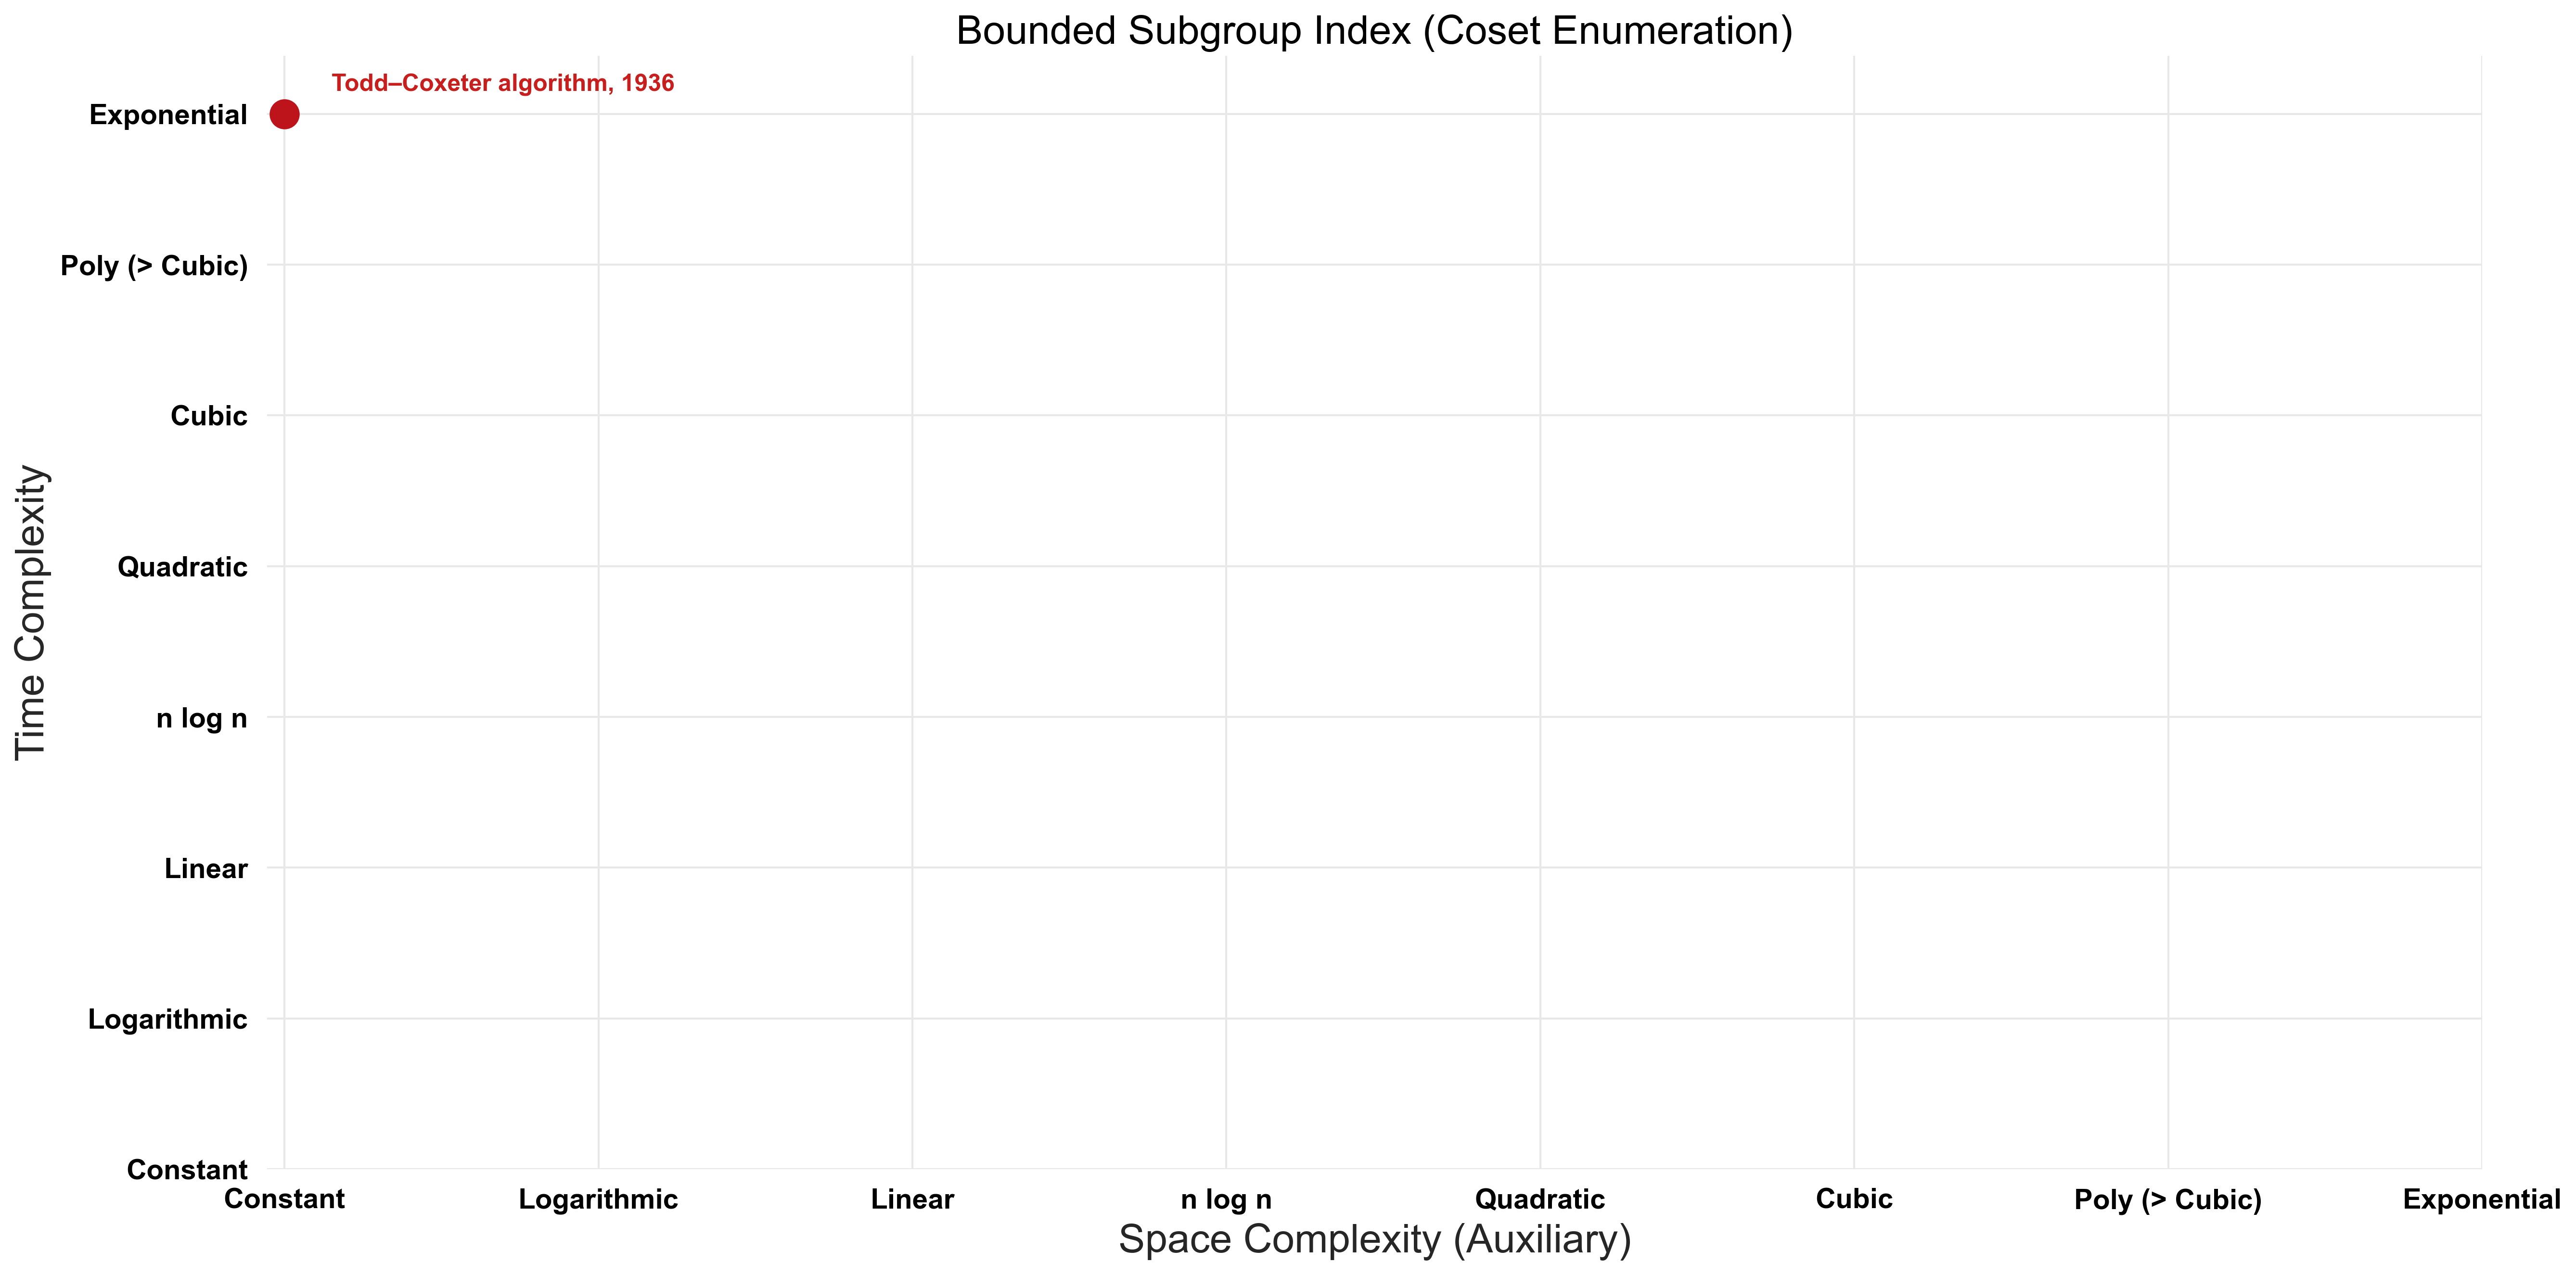 Bounded Subgroup Index (Coset Enumeration)
Todd–Coxeter algorithm, 1936
Time Complexity
Exponential
Poly (> Cubic)
Cubic
Quadratic
n log n
Linear
Logarithmic
Constant
Constant Logarithmic Linear n log n Quadratic Cubic Poly (> Cubic) Exponential
Space Complexity (Auxiliary)